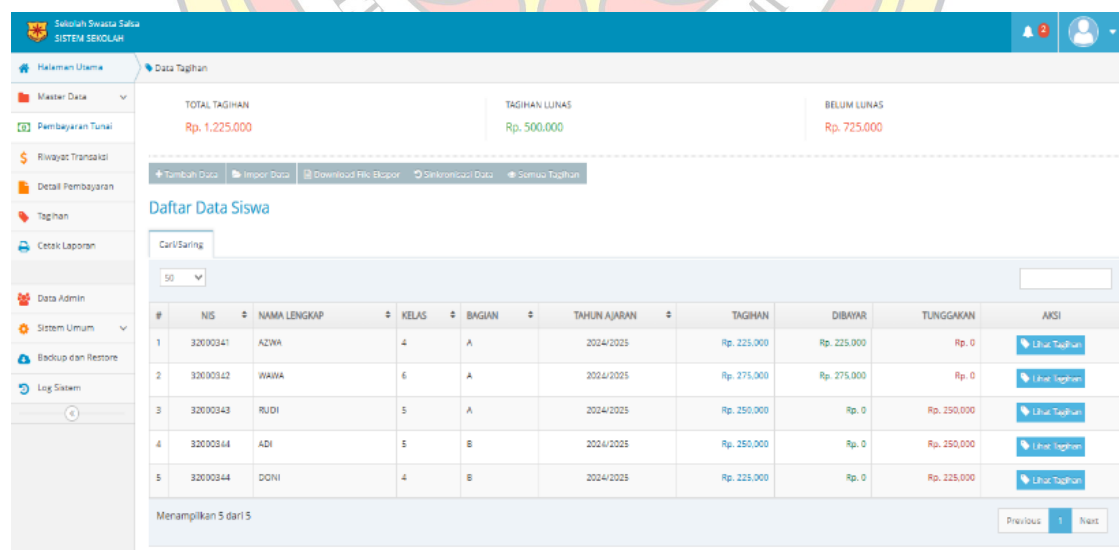 Sekolah Swasta Salsa
SISTEM SEKOLAH
2
Halaman Utama
Data Tagihan
Master Data
Pembayaran Tunai
Riwayat Transaksi
Detail Pembayaran
Tagihan
Cetak Laporan
Data Admin
Sistem Umum
Backup dan Restore
Log Sistem
TOTAL TAGIHAN TAGIHAN LUNAS BELUM LUNAS
Rp. 1.225.000 Rp. 500.000 Rp. 725.000
Tambah Data Impor Data Download File Ekspor Sinkronisasi Data Semua Tagihan
Daftar Data Siswa
Cari/Saring
50
# NIS NAMA LENGKAP KELAS BAGIAN TAHUN AJARAN TAGIHAN DIBAYAR TUNGGAKAN AKSI
1 32000341 AZWA 4 A 2024/2025 Rp. 225,000 Rp. 225,000 Rp. 0 Lihat Tagihan
2 32000342 WAWA 6 A 2024/2025 Rp. 275,000 Rp. 275,000 Rp. 0 Lihat Tagihan
3 32000343 RUDI 5 A 2024/2025 Rp. 250,000 Rp. 0 Rp. 250,000 Lihat Tagihan
4 32000344 ADI 5 B 2024/2025 Rp. 250,000 Rp. 0 Rp. 250,000 Lihat Tagihan
5 32000344 DONI 4 B 2024/2025 Rp. 225,000 Rp. 0 Rp. 225,000 Lihat Tagihan
Menampilkan 5 dari 5
Previous 1 Next